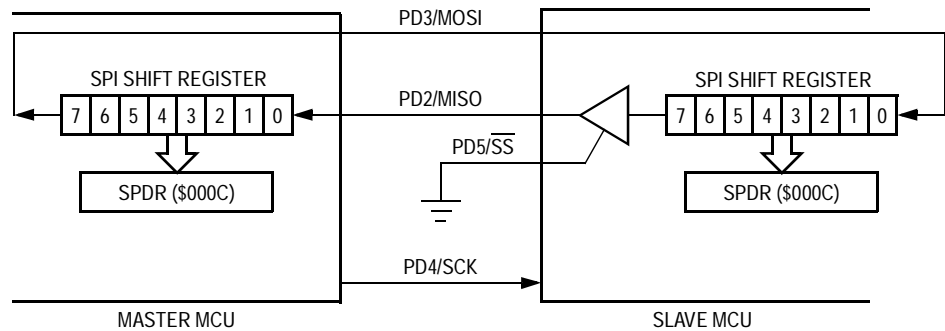 PD3/MOSI
SPI SHIFT REGISTER
SPI SHIFT REGISTER
7 6 5 4 3 2 1 0
PD2/MISO
7 6 5 4 3 2 1 0
PD5/SS
SPDR ($000C)
SPDR ($000C)
PD4/SCK
MASTER MCU
SLAVE MCU